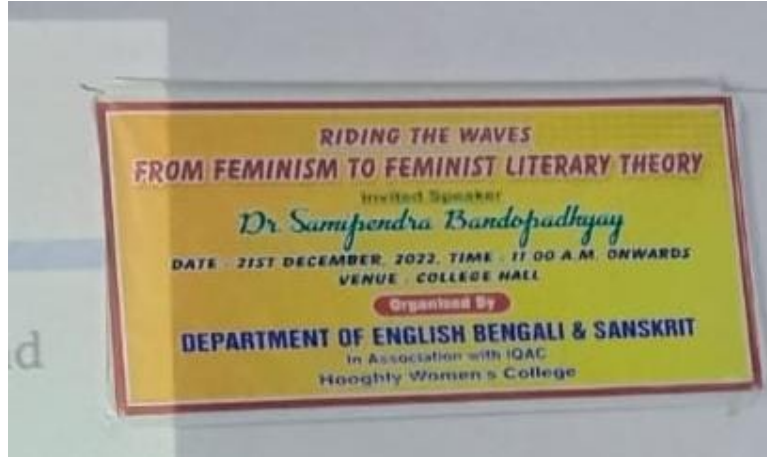 RIDING THE WAVES
FROM FEMINISM TO FEMINIST LITERARY THEORY
Invited Speaker
Dr. Samipendra Bandopadhyay
DATE : 21ST DECEMBER, 2022, TIME : 11 00 A.M. ONWARDS
VENUE : COLLEGE HALL
Organised By
DEPARTMENT OF ENGLISH BENGALI & SANSKRIT
In Association with IQAC
Hooghly Women's College
d